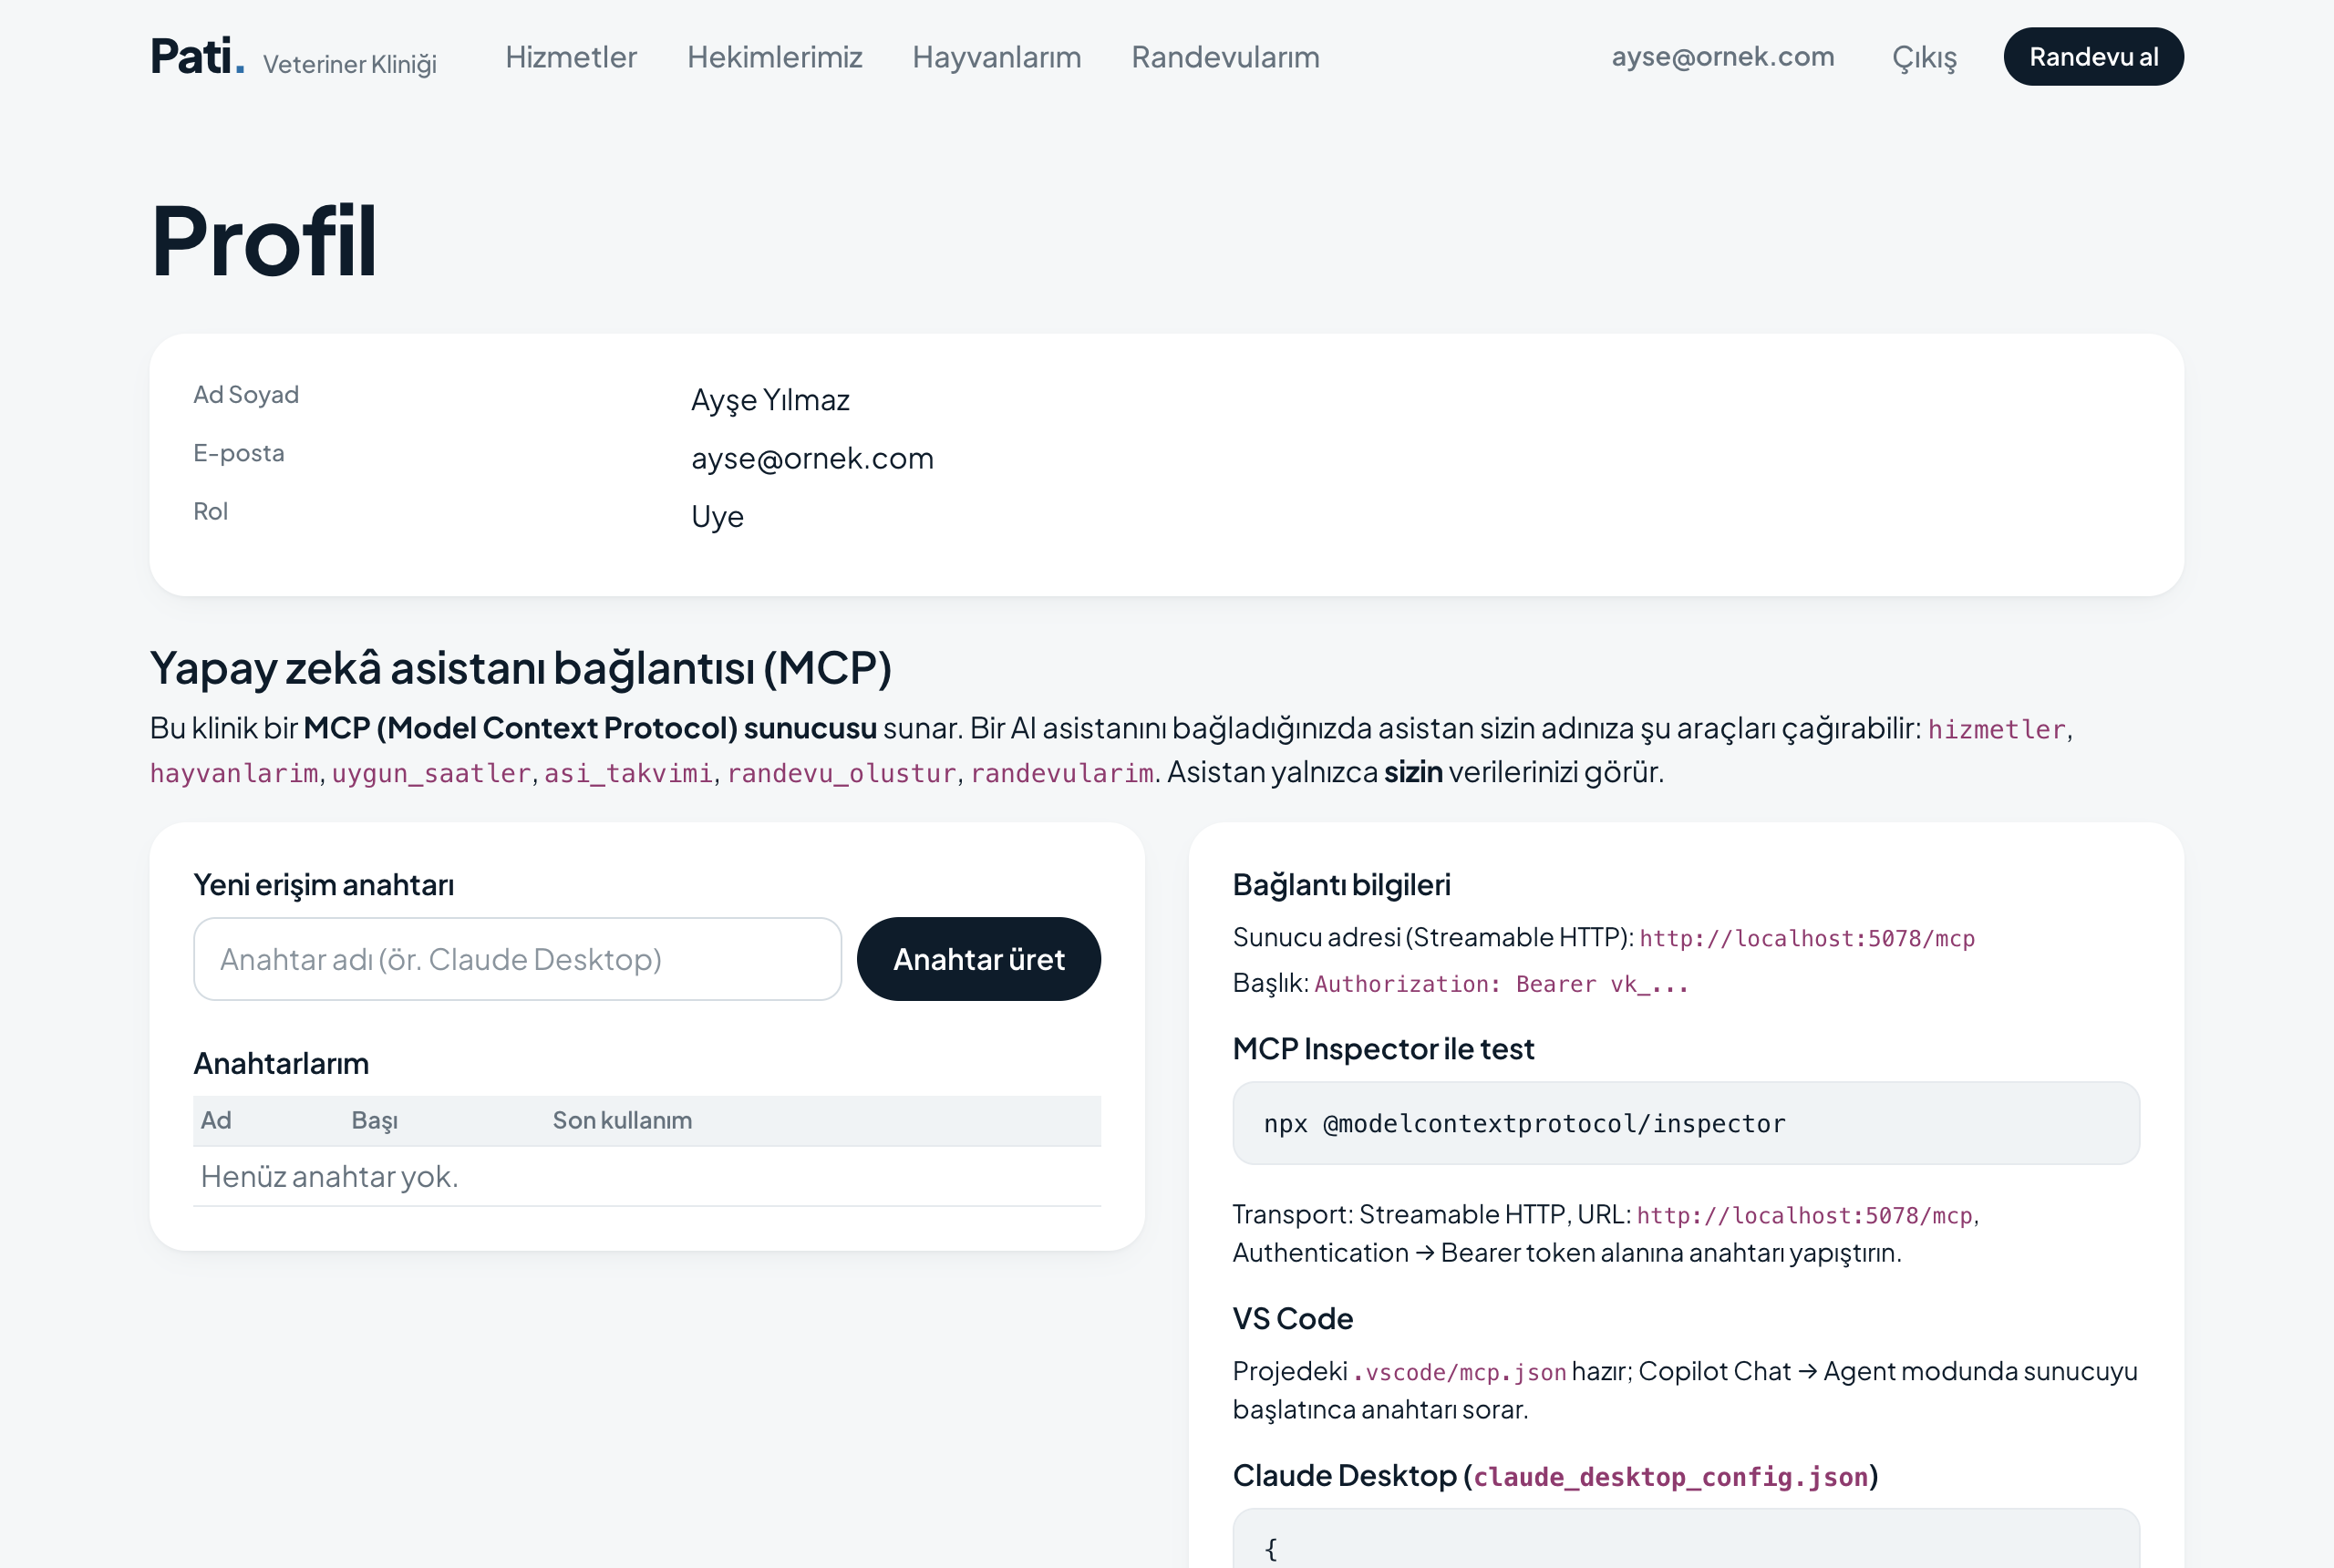 Pati. Veteriner Kliniği Hizmetler Hekimlerimiz Hayvanlarım Randevularım ayse@ornek.com Çıkış Randevu al
Profil
Ad Soyad Ayşe Yılmaz
E-posta ayse@ornek.com
Rol Uye
Yapay zekâ asistanı bağlantısı (MCP)
Bu klinik bir MCP (Model Context Protocol) sunucusu sunar. Bir AI asistanını bağladığınızda asistan sizin adınıza şu araçları çağırabilir: hizmetler,
hayvanlarim, uygun_saatler, asi_takvimi, randevu_olustur, randevularim. Asistan yalnızca sizin verilerinizi görür.
Yeni erişim anahtarı
Anahtar adı (ör. Claude Desktop) Anahtar üret
Anahtarlarım
Ad Başı Son kullanım
Henüz anahtar yok.
Bağlantı bilgileri
Sunucu adresi (Streamable HTTP): http://localhost:5078/mcp
Başlık: Authorization: Bearer vk_...
MCP Inspector ile test
npx @modelcontextprotocol/inspector
Transport: Streamable HTTP, URL: http://localhost:5078/mcp,
Authentication → Bearer token alanına anahtarı yapıştırın.
VS Code
Projedeki .vscode/mcp.json hazır; Copilot Chat → Agent modunda sunucuyu
başlatınca anahtarı sorar.
Claude Desktop (claude_desktop_config.json)
{